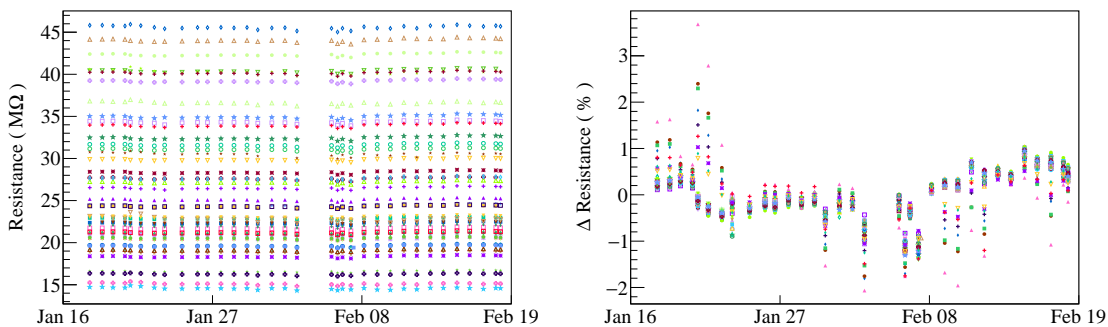 Resistance ( MΩ )
45
40
35
30
25
20
15
Jan 16
Jan 27
Feb 08
Feb 19
Δ Resistance ( % )
3
2
1
0
−1
−2
Jan 16
Jan 27
Feb 08
Feb 19